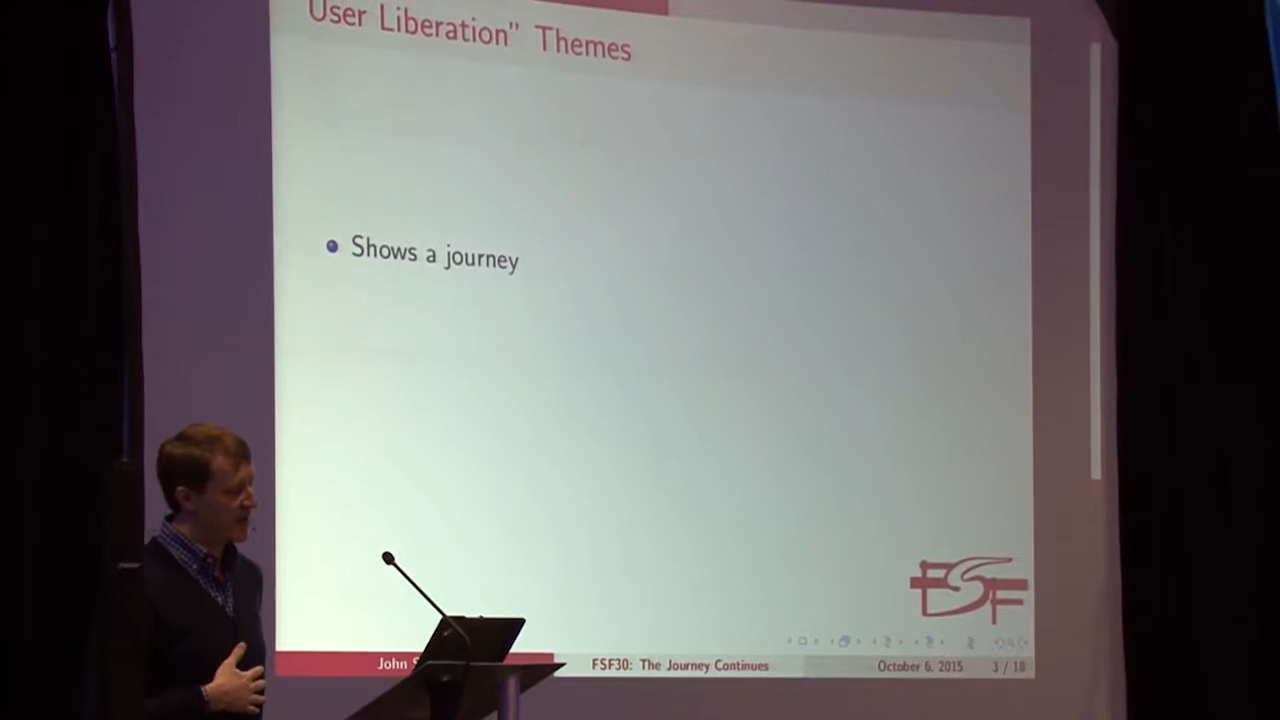 User Liberation” Themes
Shows a journey
FSF
John S
FSF30: The Journey Continues
October 6, 2015
3 / 18